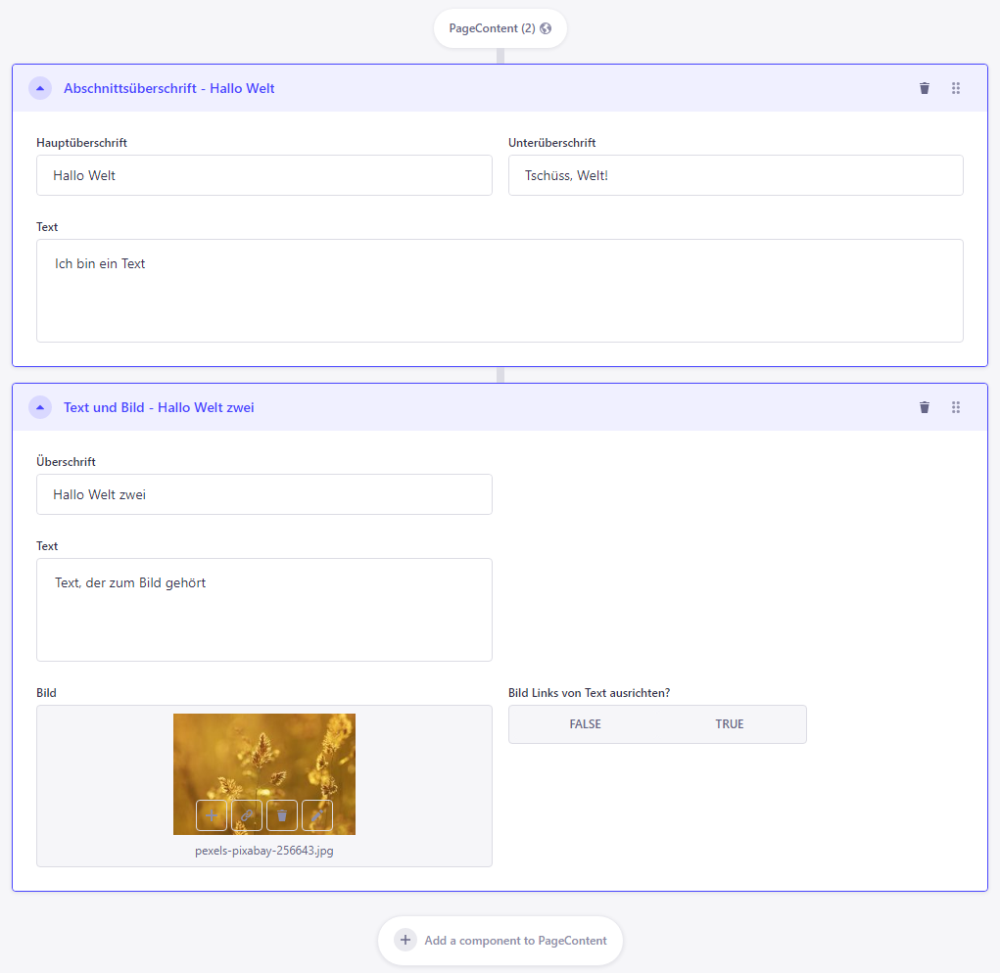 PageContent (2)
Abschnittsüberschrift - Hallo Welt
Hauptüberschrift
Unterüberschrift
Hallo Welt
Tschüss, Welt!
Text
Ich bin ein Text
Text und Bild - Hallo Welt zwei
Überschrift
Hallo Welt zwei
Text
Text, der zum Bild gehört
Bild
Bild Links von Text ausrichten?
FALSE
TRUE
pexels-pixabay-256643.jpg
Add a component to PageContent